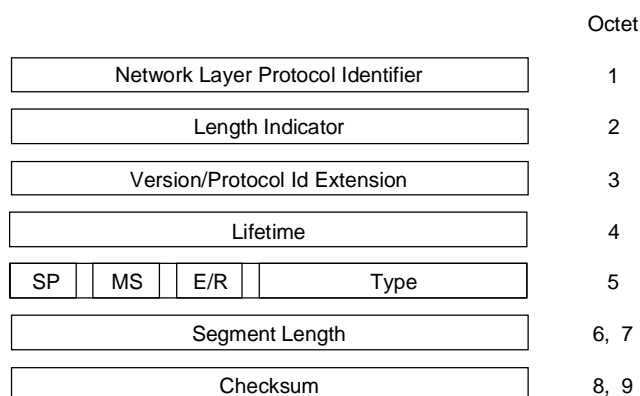 Octet
Network Layer Protocol Identifier 1
Length Indicator 2
Version/Protocol Id Extension 3
Lifetime 4
SP MS E/R Type 5
Segment Length 6, 7
Checksum 8, 9